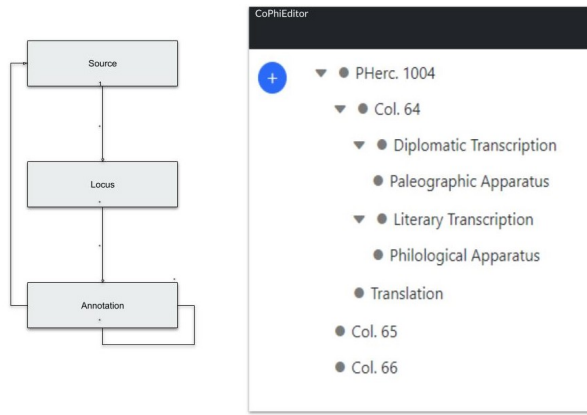 Source
Locus
Annotation
CoPhiEditor
+
PHerc. 1004
Col. 64
Diplomatic Transcription
Paleographic Apparatus
Literary Transcription
Philological Apparatus
Translation
Col. 65
Col. 66